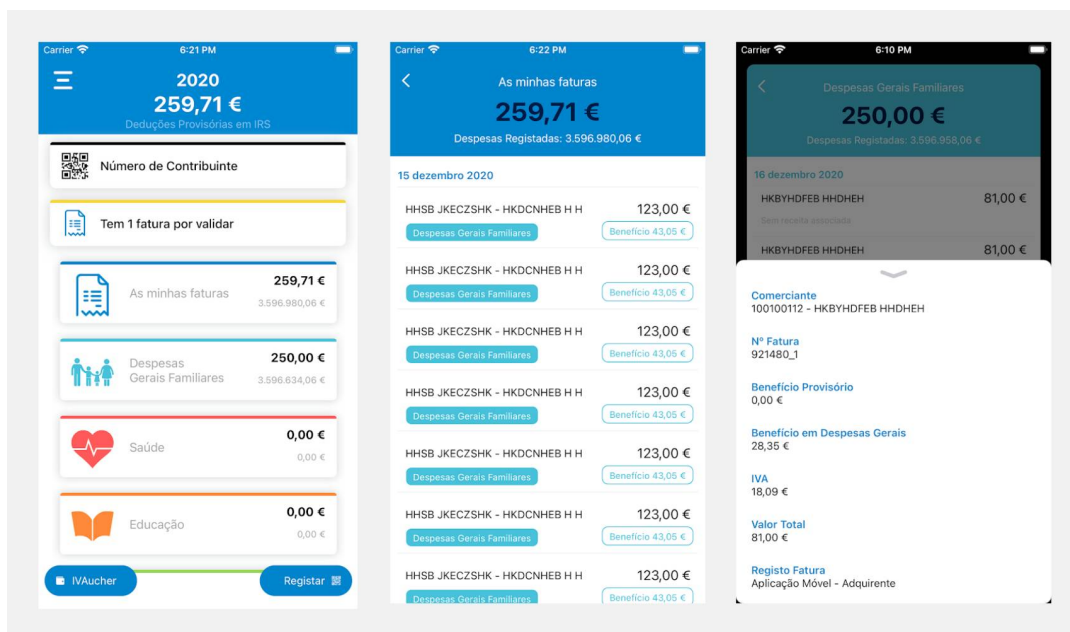 Carrier 6:21 PM
2020
259,71 €
Deduções Provisórias em IRS
Número de Contribuinte
Tem 1 fatura por validar
As minhas faturas 259,71 €
3.596.980,06 €
Despesas Gerais Familiares 250,00 €
3.596.634,06 €
Saúde 0,00 €
0,00 €
Educação 0,00 €
0,00 €
IVAucher Registar
Carrier 6:22 PM
As minhas faturas
259,71 €
Despesas Registadas: 3.596.980,06 €
15 dezembro 2020
HHSB JKECZSHK - HKDCNHEB H H 123,00 €
Despesas Gerais Familiares Benefício 43,05 €
HHSB JKECZSHK - HKDCNHEB H H 123,00 €
Despesas Gerais Familiares Benefício 43,05 €
HHSB JKECZSHK - HKDCNHEB H H 123,00 €
Despesas Gerais Familiares Benefício 43,05 €
HHSB JKECZSHK - HKDCNHEB H H 123,00 €
Despesas Gerais Familiares Benefício 43,05 €
HHSB JKECZSHK - HKDCNHEB H H 123,00 €
Despesas Gerais Familiares Benefício 43,05 €
HHSB JKECZSHK - HKDCNHEB H H 123,00 €
Despesas Gerais Familiares Benefício 43,05 €
HHSB JKECZSHK - HKDCNHEB H H 123,00 €
Despesas Gerais Familiares Benefício 43,05 €
Carrier 6:10 PM
Despesas Gerais Familiares
250,00 €
Despesas Registadas: 3.596.958,06 €
16 dezembro 2020
HKBYHDFEB HHDHEH 81,00 €
Sem receita associada
HKBYHDFEB HHDHEH 81,00 €
Comerciante
100100112 - HKBYHDFEB HHDHEH
Nº Fatura
921480_1
Benefício Provisório
0,00 €
Benefício em Despesas Gerais
28,35 €
IVA
18,09 €
Valor Total
81,00 €
Registo Fatura
Aplicação Móvel - Adquirente